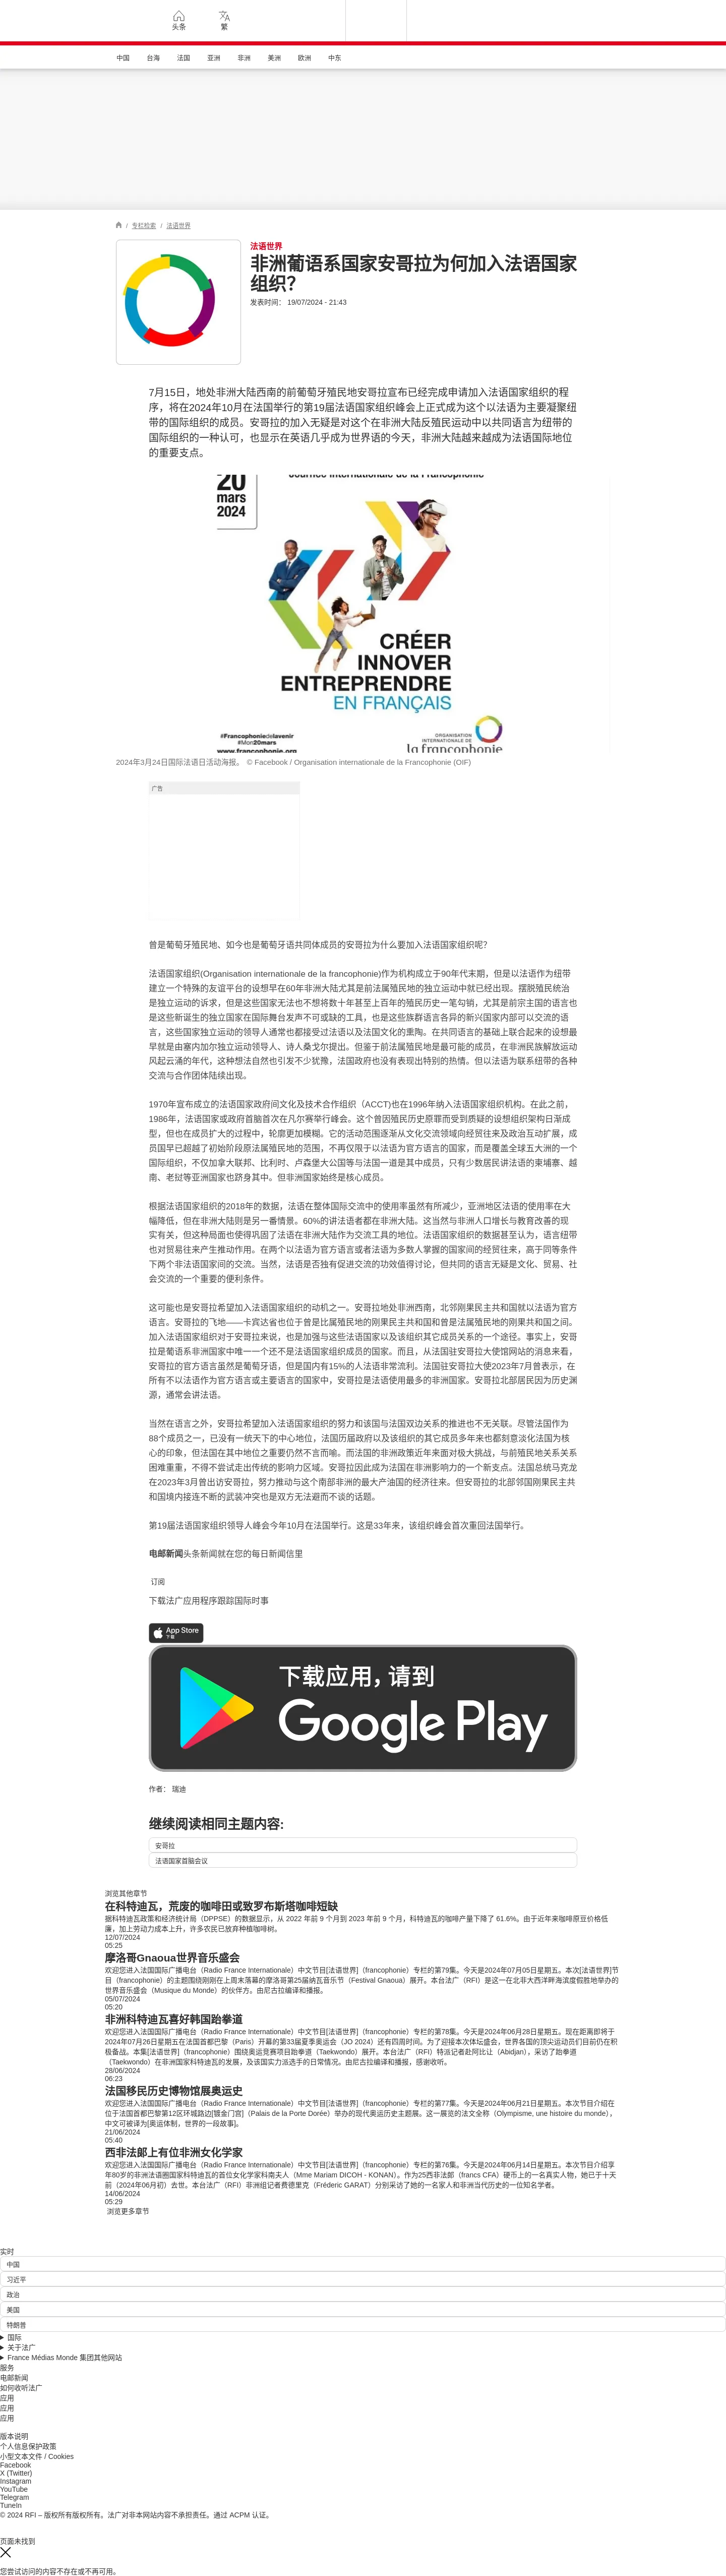 头条
繁
中国 台海 法国 亚洲 非洲 美洲 欧洲 中东
/ 专栏检索 / 法语世界
法语世界
非洲葡语系国家安哥拉为何加入法语国家
组织？
发表时间： 19/07/2024 - 21:43
7月15日，地处非洲大陆西南的前葡萄牙殖民地安哥拉宣布已经完成申请加入法语国家组织的程
序，将在2024年10月在法国举行的第19届法语国家组织峰会上正式成为这个以法语为主要凝聚纽
带的国际组织的成员。安哥拉的加入无疑是对这个在非洲大陆反殖民运动中以共同语言为纽带的
国际组织的一种认可，也显示在英语几乎成为世界语的今天，非洲大陆越来越成为法语国际地位
的重要支点。
20
mars
2024
Journée internationale de la Francophonie
CRÉER
INNOVER
ENTREPRENDRE
EN FRANÇAIS
#Francophoniedelavenir
#Mon20mars
www.francophonie.org
ORGANISATION
INTERNATIONALE DE
la francophonie
2024年3月24日国际法语日活动海报。 © Facebook / Organisation internationale de la Francophonie (OIF)
广告
曾是葡萄牙殖民地、如今也是葡萄牙语共同体成员的安哥拉为什么要加入法语国家组织呢？
法语国家组织(Organisation internationale de la francophonie)作为机构成立于90年代末期，但是以法语作为纽带
建立一个特殊的友谊平台的设想早在60年非洲大陆尤其是前法属殖民地的独立运动中就已经出现。摆脱殖民统治
是独立运动的诉求，但是这些国家无法也不想将数十年甚至上百年的殖民历史一笔勾销，尤其是前宗主国的语言也
是这些新诞生的独立国家在国际舞台发声不可或缺的工具，也是这些族群语言各异的新兴国家内部可以交流的语
言，这些国家独立运动的领导人通常也都接受过法语以及法国文化的熏陶。在共同语言的基础上联合起来的设想最
早就是由塞内加尔独立运动领导人、诗人桑戈尔提出。但鉴于前法属殖民地是最可能的成员，在非洲民族解放运动
风起云涌的年代，这种想法自然也引发不少犹豫，法国政府也没有表现出特别的热情。但以法语为联系纽带的各种
交流与合作团体陆续出现。
1970年宣布成立的法语国家政府间文化及技术合作组织（ACCT)也在1996年纳入法语国家组织机构。在此之前，
1986年，法语国家或政府首脑首次在凡尔赛举行峰会。这个曾因殖民历史原罪而受到质疑的设想组织架构日渐成
型，但也在成员扩大的过程中，轮廓更加模糊。它的活动范围逐渐从文化交流领域向经贸往来及政治互动扩展，成
员国早已超越了初始阶段原法属殖民地的范围，不再仅限于以法语为官方语言的国家，而是覆盖全球五大洲的一个
国际组织，不仅加拿大联邦、比利时、卢森堡大公国等与法国一道是其中成员，只有少数居民讲法语的柬埔寨、越
南、老挝等亚洲国家也跻身其中。但非洲国家始终是核心成员。
根据法语国家组织的2018年的数据，法语在整体国际交流中的使用率虽然有所减少，亚洲地区法语的使用率在大
幅降低，但在非洲大陆则是另一番情景。60%的讲法语者都在非洲大陆。这当然与非洲人口增长与教育改善的现
实有关，但这种局面也使得巩固了法语在非洲大陆作为交流工具的地位。法语国家组织的数据甚至认为，语言纽带
也对贸易往来产生推动作用。在两个以法语为官方语言或者法语为多数人掌握的国家间的经贸往来，高于同等条件
下两个非法语国家间的交流。当然，法语是否独有促进交流的功效值得讨论，但共同的语言无疑是文化、贸易、社
会交流的一个重要的便利条件。
这可能也是安哥拉希望加入法语国家组织的动机之一。安哥拉地处非洲西南，北邻刚果民主共和国就以法语为官方
语言。安哥拉的飞地——卡宾达省也位于曾是比属殖民地的刚果民主共和国和曾是法属殖民地的刚果共和国之间。
加入法语国家组织对于安哥拉来说，也是加强与这些法语国家以及该组织其它成员关系的一个途径。事实上，安哥
拉是葡语系非洲国家中唯一一个还不是法语国家组织成员的国家。而且，从法国驻安哥拉大使馆网站的消息来看，
安哥拉的官方语言虽然是葡萄牙语，但是国内有15%的人法语非常流利。法国驻安哥拉大使2023年7月曾表示，在
所有不以法语作为官方语言或主要语言的国家中，安哥拉是法语使用最多的非洲国家。安哥拉北部居民因为历史渊
源，通常会讲法语。
当然在语言之外，安哥拉希望加入法语国家组织的努力和该国与法国双边关系的推进也不无关联。尽管法国作为
88个成员之一，已没有一统天下的中心地位，法国历届政府以及该组织的其它成员多年来也都刻意淡化法国为核
心的印象，但法国在其中地位之重要仍然不言而喻。而法国的非洲政策近年来面对极大挑战，与前殖民地关系关系
困难重重，不得不尝试走出传统的影响力区域。安哥拉因此成为法国在非洲影响力的一个新支点。法国总统马克龙
在2023年3月曾出访安哥拉，努力推动与这个南部非洲的最大产油国的经济往来。但安哥拉的北部邻国刚果民主共
和国境内接连不断的武装冲突也是双方无法避而不谈的话题。
第19届法语国家组织领导人峰会今年10月在法国举行。这是33年来，该组织峰会首次重回法国举行。
电邮新闻头条新闻就在您的每日新闻信里
订阅
下载法广应用程序跟踪国际时事
App Store
下载
下载应用，请到
Google Play
作者： 瑞迪
继续阅读相同主题内容:
安哥拉
法语国家首脑会议
浏览其他章节
在科特迪瓦，荒废的咖啡田或致罗布斯塔咖啡短缺
据科特迪瓦政策和经济统计局（DPPSE）的数据显示，从 2022 年前 9 个月到 2023 年前 9 个月，科特迪瓦的咖啡产量下降了 61.6%。由于近年来咖啡原豆价格低
廉，加上劳动力成本上升，许多农民已放弃种植咖啡树。
12/07/2024
05:25
摩洛哥Gnaoua世界音乐盛会
欢迎您进入法国国际广播电台（Radio France Internationale）中文节目[法语世界]（francophonie）专栏的第79集。今天是2024年07月05日星期五。本次[法语世界]节
目（francophonie）的主题围绕刚刚在上周末落幕的摩洛哥第25届纳瓦音乐节（Festival Gnaoua）展开。本台法广（RFI）是这一在北非大西洋畔海滨度假胜地举办的
世界音乐盛会（Musique du Monde）的伙伴方。由尼古拉编译和播报。
05/07/2024
05:20
非洲科特迪瓦喜好韩国跆拳道
欢迎您进入法国国际广播电台（Radio France Internationale）中文节目[法语世界]（francophonie）专栏的第78集。今天是2024年06月28日星期五。现在距离即将于
2024年07月26日星期五在法国首都巴黎（Paris）开幕的第33届夏季奥运会（JO 2024）还有四周时间。为了迎接本次体坛盛会，世界各国的顶尖运动员们目前仍在积
极备战。本集[法语世界]（francophonie）围绕奥运竞赛项目跆拳道（Taekwondo）展开。本台法广（RFI）特派记者赴阿比让（Abidjan），采访了跆拳道
（Taekwondo）在非洲国家科特迪瓦的发展，及该国实力派选手的日常情况。由尼古拉编译和播报，感谢收听。
28/06/2024
06:23
法国移民历史博物馆展奥运史
欢迎您进入法国国际广播电台（Radio France Internationale）中文节目[法语世界]（francophonie）专栏的第77集。今天是2024年06月21日星期五。本次节目介绍在
位于法国首都巴黎第12区环城路边[镀金门宫]（Palais de la Porte Dorée）举办的现代奥运历史主题展。这一展览的法文全称（Olympisme, une histoire du monde），
中文可被译为[奥运体制，世界的一段故事]。
21/06/2024
05:40
西非法郎上有位非洲女化学家
欢迎您进入法国国际广播电台（Radio France Internationale）中文节目[法语世界]（francophonie）专栏的第76集。今天是2024年06月14日星期五。本次节目介绍享
年80岁的非洲法语圈国家科特迪瓦的首位女化学家科南夫人（Mme Mariam DICOH - KONAN）。作为25西非法郎（francs CFA）硬币上的一名真实人物，她已于十天
前（2024年06月初）去世。本台法广（RFI）非洲组记者费德里克（Fréderic GARAT）分别采访了她的一名家人和非洲当代历史的一位知名学者。
14/06/2024
05:29
浏览更多章节
实时
中国
习近平
政治
美国
特朗普
国际
关于法广
France Médias Monde 集团其他网站
服务
电邮新闻
如何收听法广
应用
应用
应用
版本说明
个人信息保护政策
小型文本文件 / Cookies
Facebook
X (Twitter)
Instagram
YouTube
Telegram
TuneIn
© 2024 RFI – 版权所有版权所有。法广对非本网站内容不承担责任。通过 ACPM 认证。
页面未找到
您尝试访问的内容不存在或不再可用。